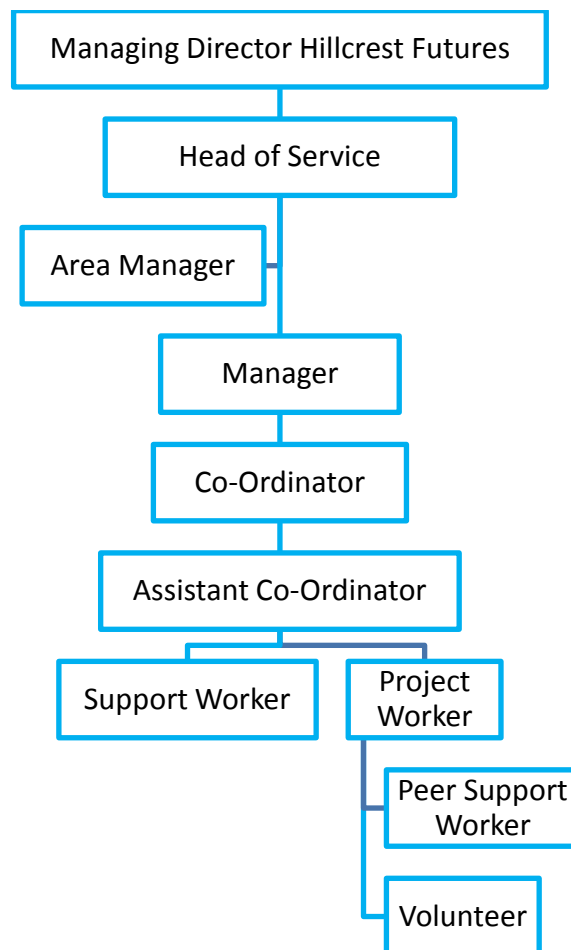 Managing Director Hillcrest Futures
Head of Service
Area Manager
Manager
Co-Ordinator
Assistant Co-Ordinator
Support Worker
Project
Worker
Peer Support
Worker
Volunteer